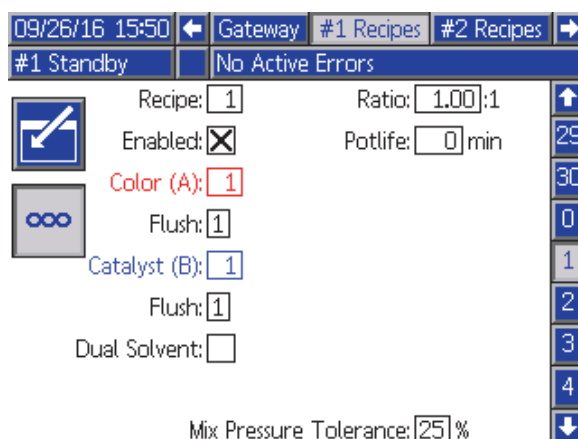 09/26/16 15:50 Gateway #1 Recipes #2 Recipes
#1 Standby No Active Errors
Recipe: 1 Ratio: 1.00 :1
Enabled: Potlife: 0 min
Color (A): 1
Flush: 1
Catalyst (B): 1
Flush: 1
Dual Solvent:
Mix Pressure Tolerance: 25 %
29
30
0
1
2
3
4